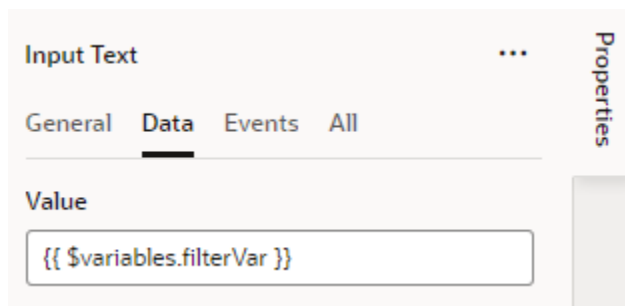 Input Text
...
Properties
General Data Events All
Value
{{ $variables.filterVar }}